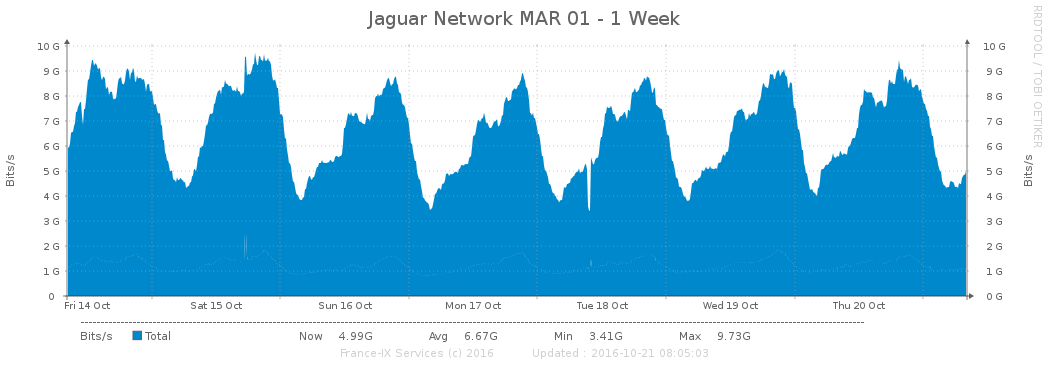 Jaguar Network MAR 01 - 1 Week
RRDTOOL / TOBI OETIKER
10 G 10 G
9 G 9 G
8 G 8 G
7 G 7 G
6 G 6 G
5 G 5 G
4 G 4 G
3 G 3 G
2 G 2 G
1 G 1 G
0 0 G
Bits/s
Bits/s
Fri 14 Oct Sat 15 Oct Sun 16 Oct Mon 17 Oct Tue 18 Oct Wed 19 Oct Thu 20 Oct
Bits/s Total Now 4.99G Avg 6.67G Min 3.41G Max 9.73G
France-IX Services (c) 2016 Updated : 2016-10-21 08:05:03